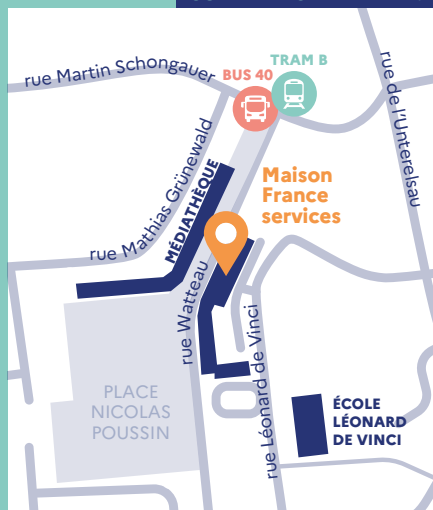 TRAM B
BUS 40
rue Martin Schongauer
rue de l'Unterelsau
rue Mathias Grünewald
MÉDIATHÈQUE
Maison
France
services
rue Watteau
rue Léonard de Vinci
PLACE
NICOLAS
POUSSIN
ÉCOLE
LÉONARD
DE VINCI